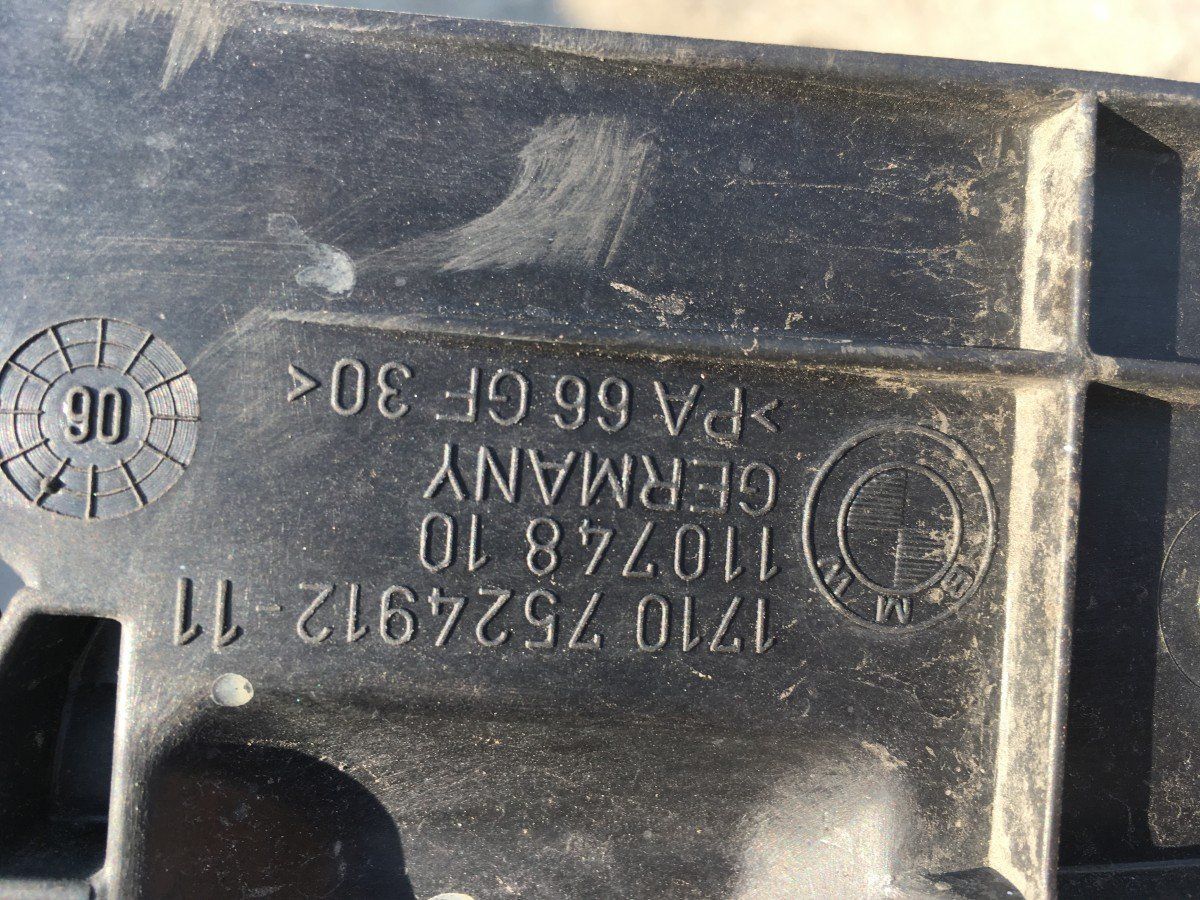 BMW
1710 7524912-11
110748 10
GERMANY
>PA 66 GF 30<
06